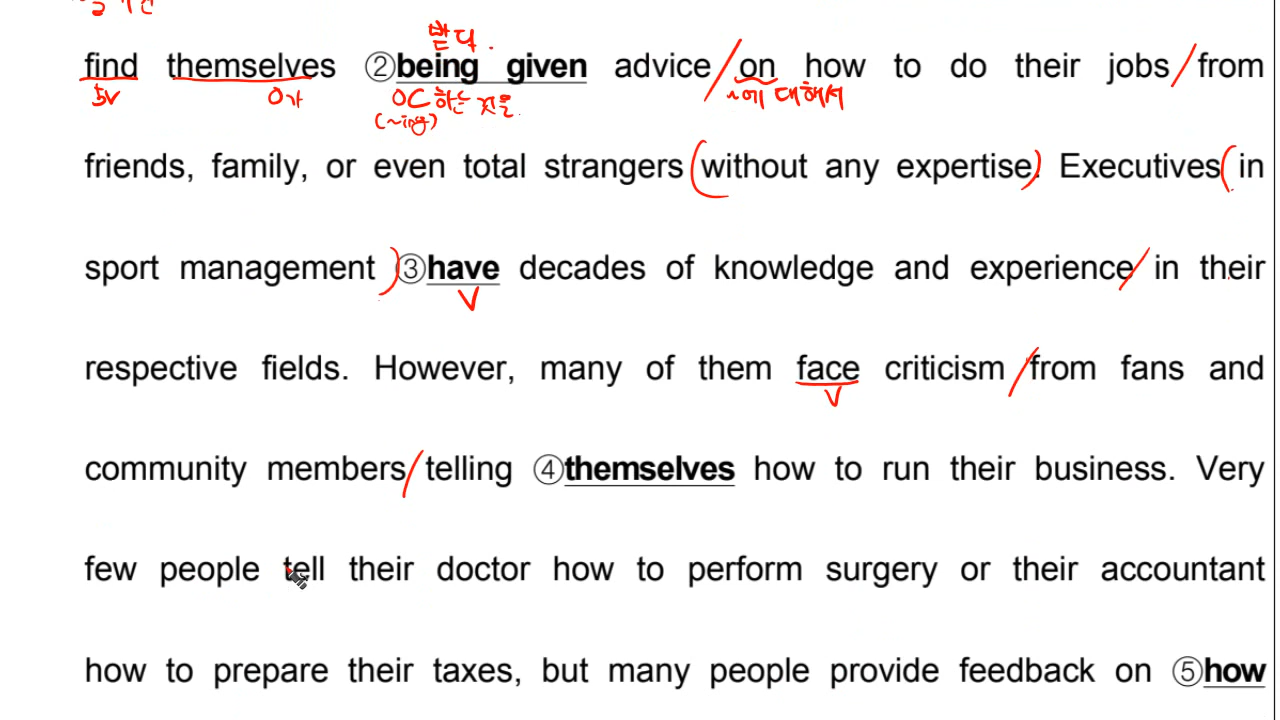 받다.
find themselves ②being given advice on how to do their jobs from
5V 0가 OC 하는 것을 ~에 대해서
(~ing)
friends, family, or even total strangers (without any expertise). Executives (in
sport management) ③have decades of knowledge and experience in their
V
respective fields. However, many of them face criticism from fans and
V
community members telling ④themselves how to run their business. Very
few people tell their doctor how to perform surgery or their accountant
how to prepare their taxes, but many people provide feedback on ⑤how